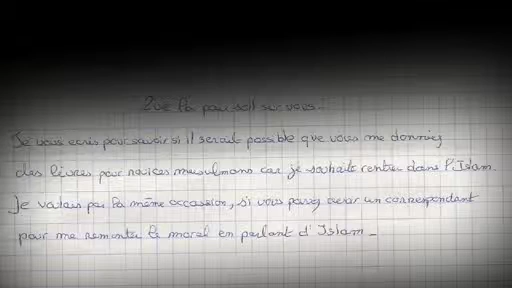 Que la paix soit sur vous :
Je vous ecris pour savoir si il serait possible que vous me donniez
des livres pour novices musulmans car je souhaite rentrer dans l'Islam.
Je voulais par la même occassion, si vous pouvez avoir un correspondant
pour me remonter le moral en parlant d'Islam.